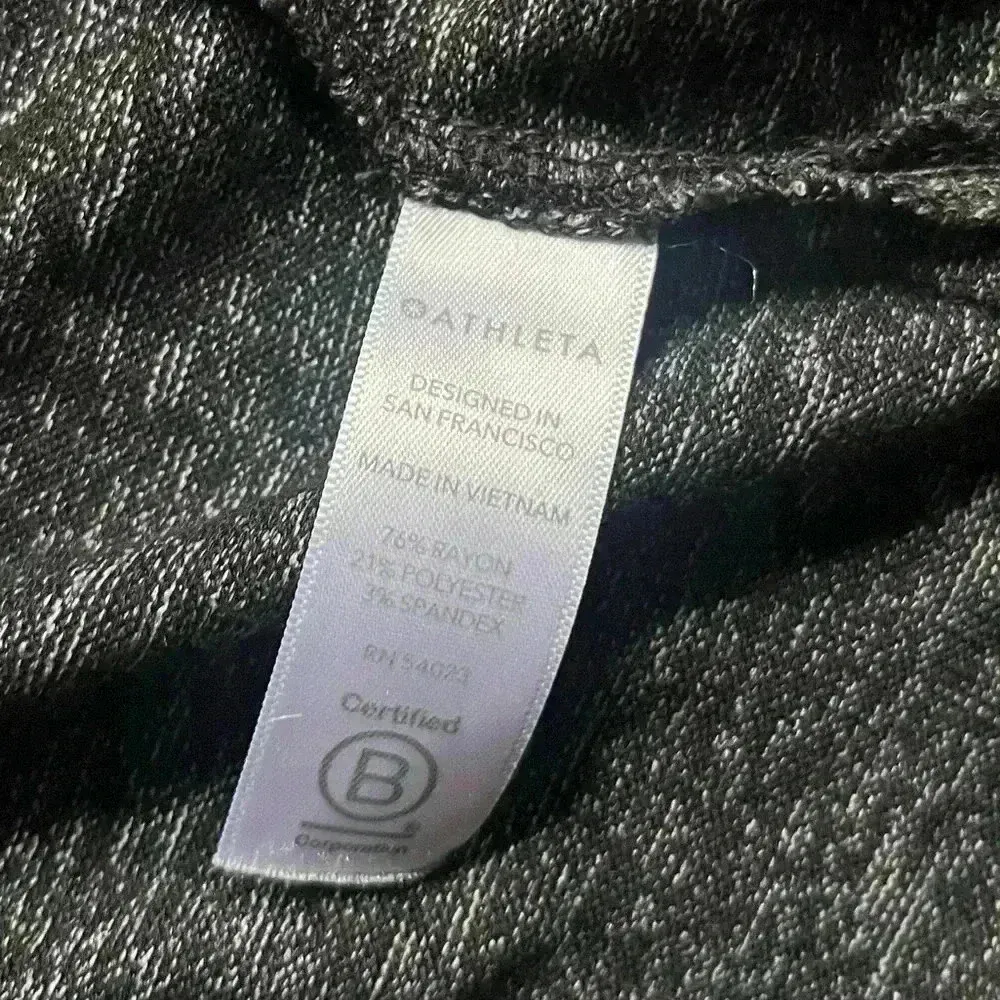 ATHLETA
DESIGNED IN
SAN FRANCISCO
MADE IN VIETNAM
76% RAYON
21% POLYESTER
3% SPANDEX
RN 54023
Certified
B
Corporation